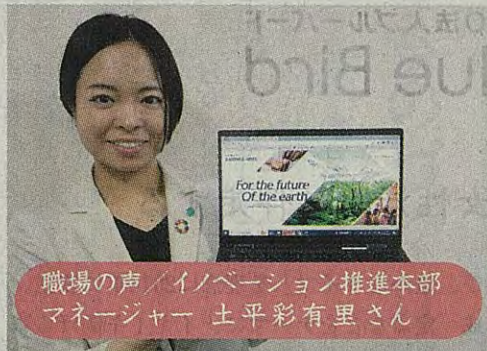 For the future
Of the earth
職場の声／イノベーション推進本部
マネージャー 土平彩有里さん